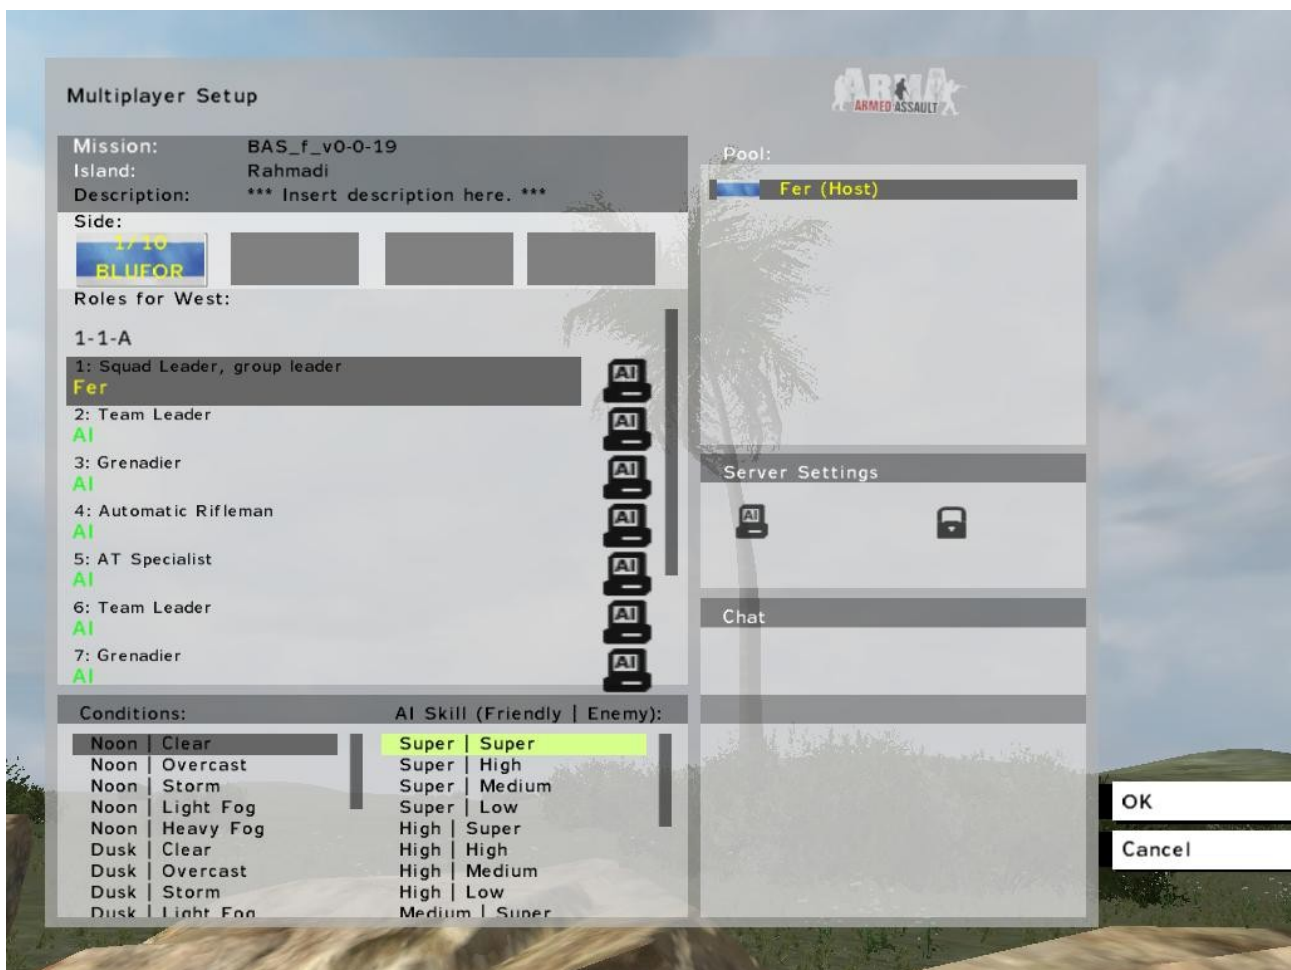 Multiplayer Setup
ARMA
ARMED ASSAULT
Mission: BAS_f_v0-0-19
Island: Rahmadi
Description: *** Insert description here. ***
Side:
1/10
BLUFOR
Roles for West:
1-1-A
1: Squad Leader, group leader
Fer
AI
2: Team Leader
AI
AI
3: Grenadier
AI
AI
4: Automatic Rifleman
AI
AI
5: AT Specialist
AI
AI
6: Team Leader
AI
AI
7: Grenadier
AI
AI
Pool:
Fer (Host)
Server Settings
AI
Chat
Conditions:
Noon | Clear
Noon | Overcast
Noon | Storm
Noon | Light Fog
Noon | Heavy Fog
Dusk | Clear
Dusk | Overcast
Dusk | Storm
Dusk | Light Fog
AI Skill (Friendly | Enemy):
Super | Super
Super | High
Super | Medium
Super | Low
High | Super
High | High
High | Medium
High | Low
Medium | Super
OK
Cancel